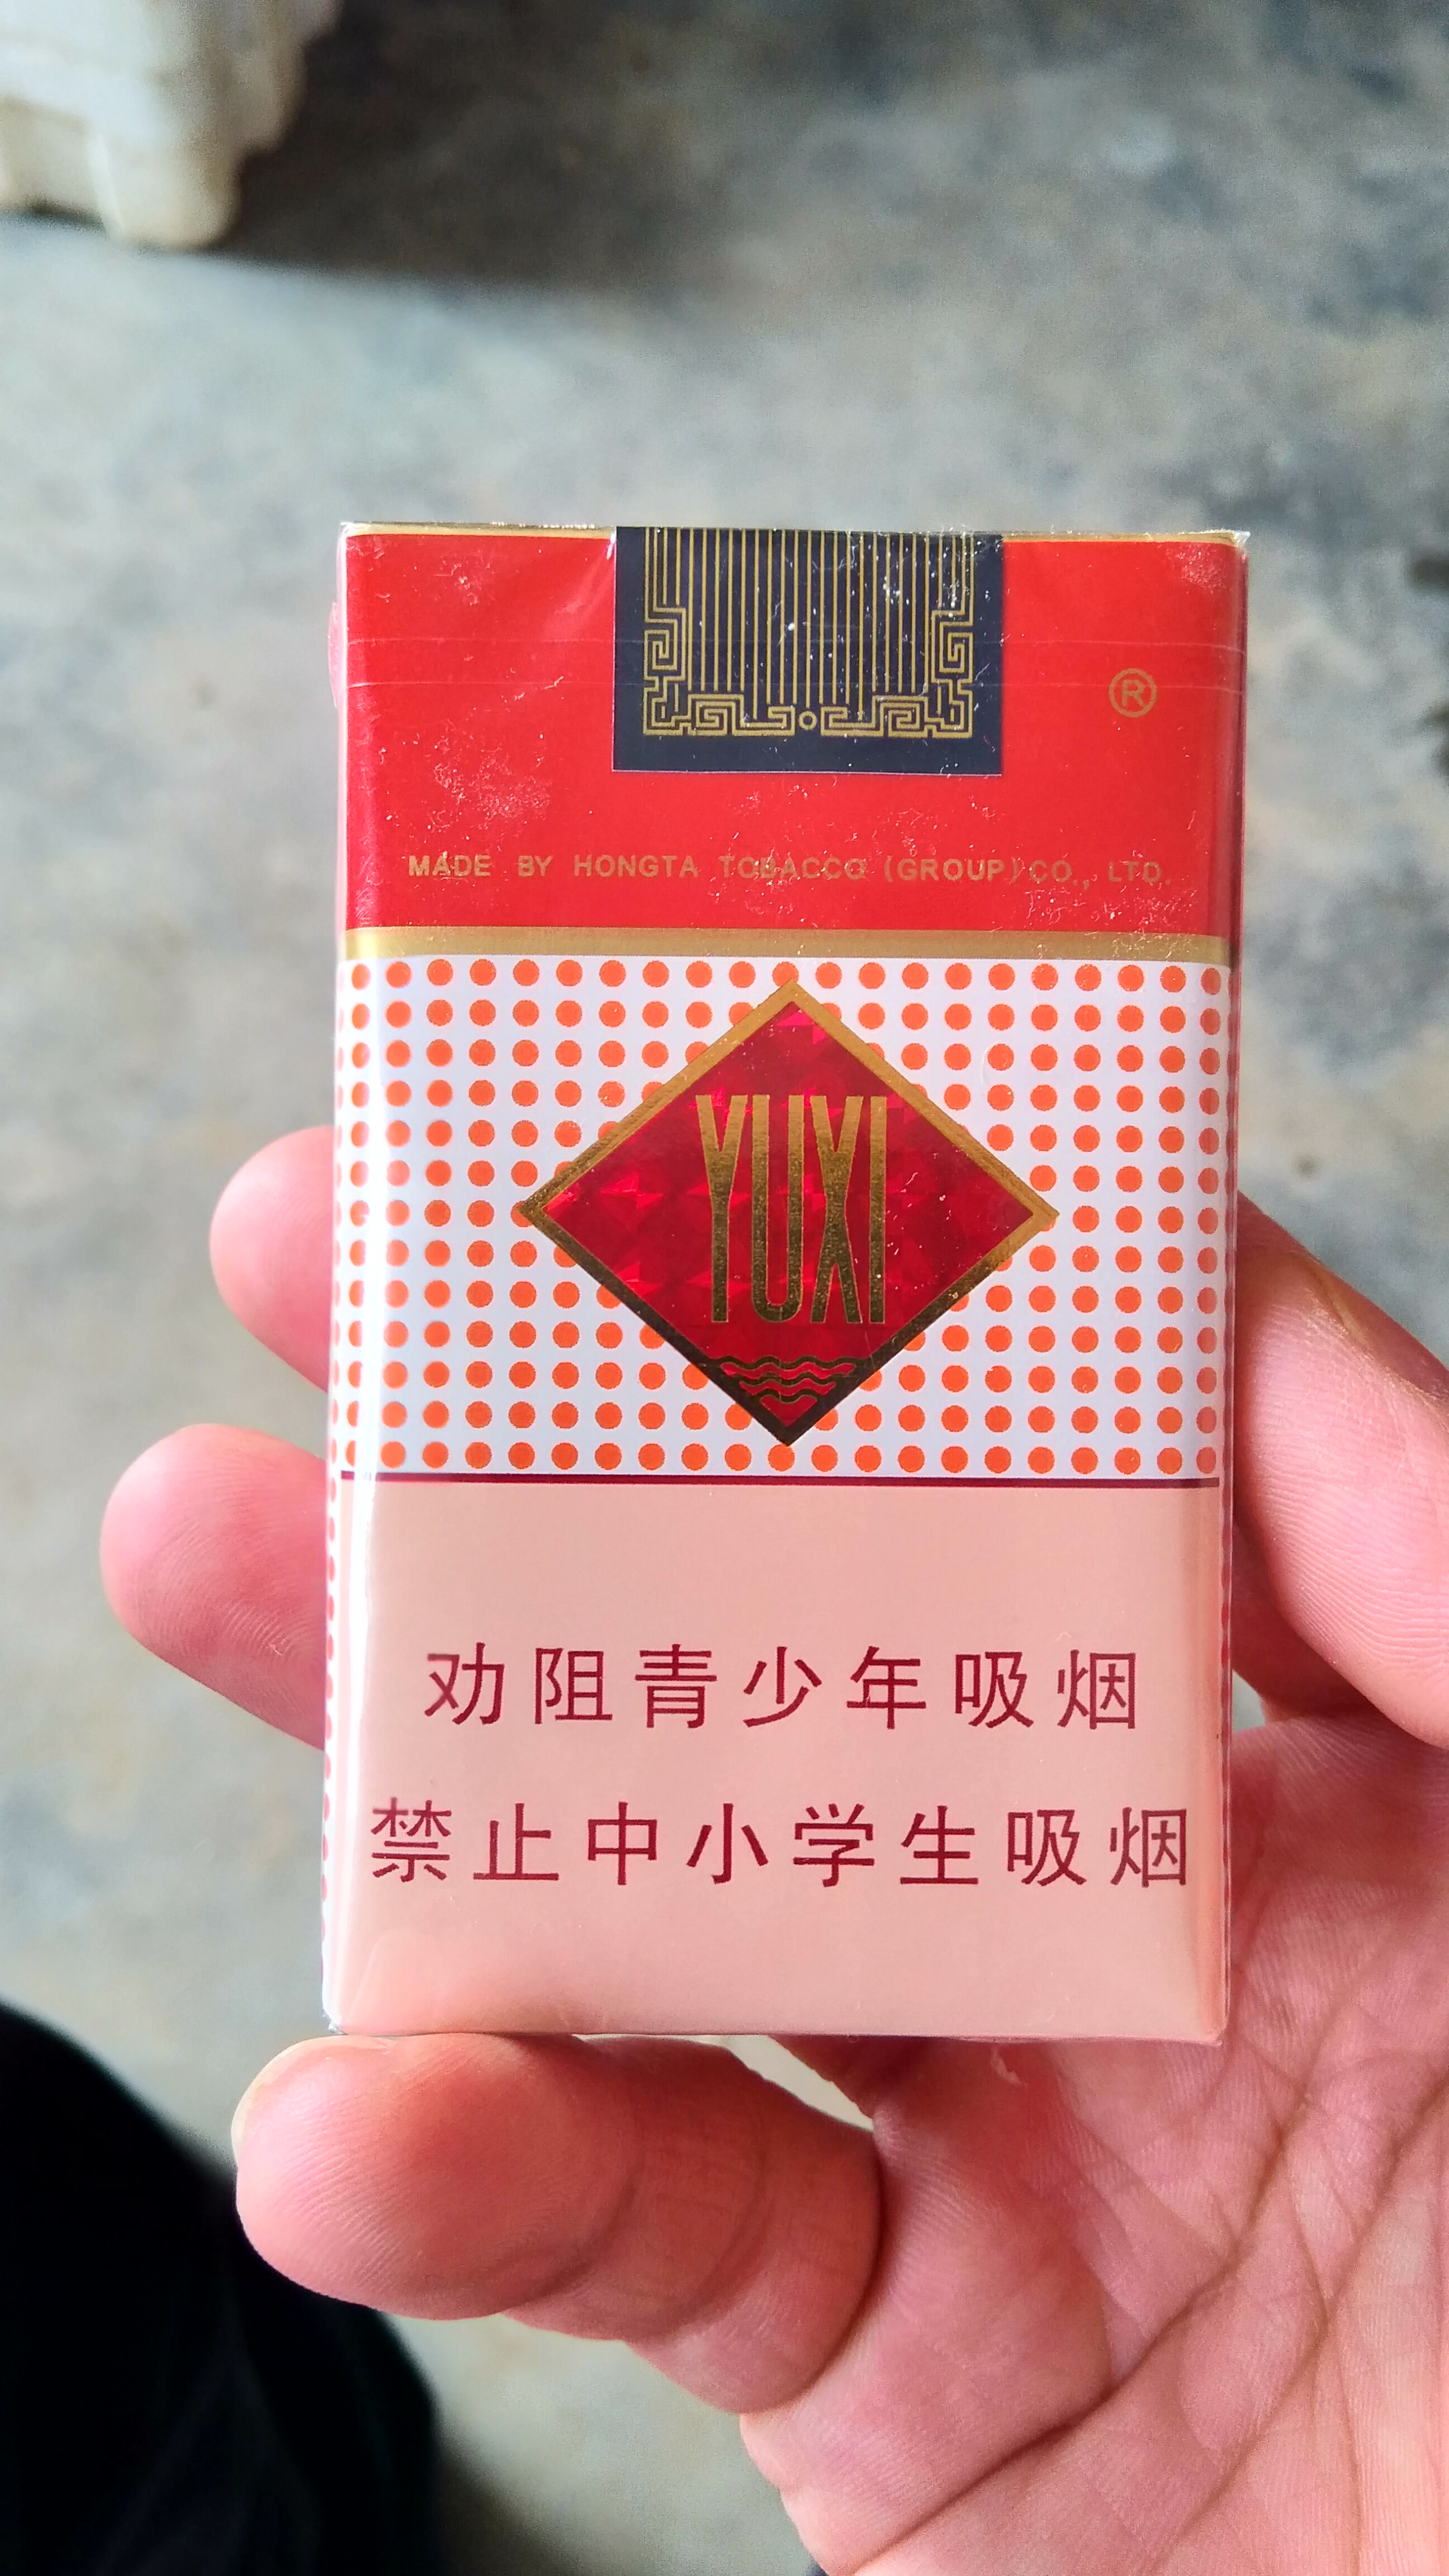 ®
MADE BY HONGTA TOBACCO (GROUP) CO., LTD.
YUXI
劝阻青少年吸烟
禁止中小学生吸烟